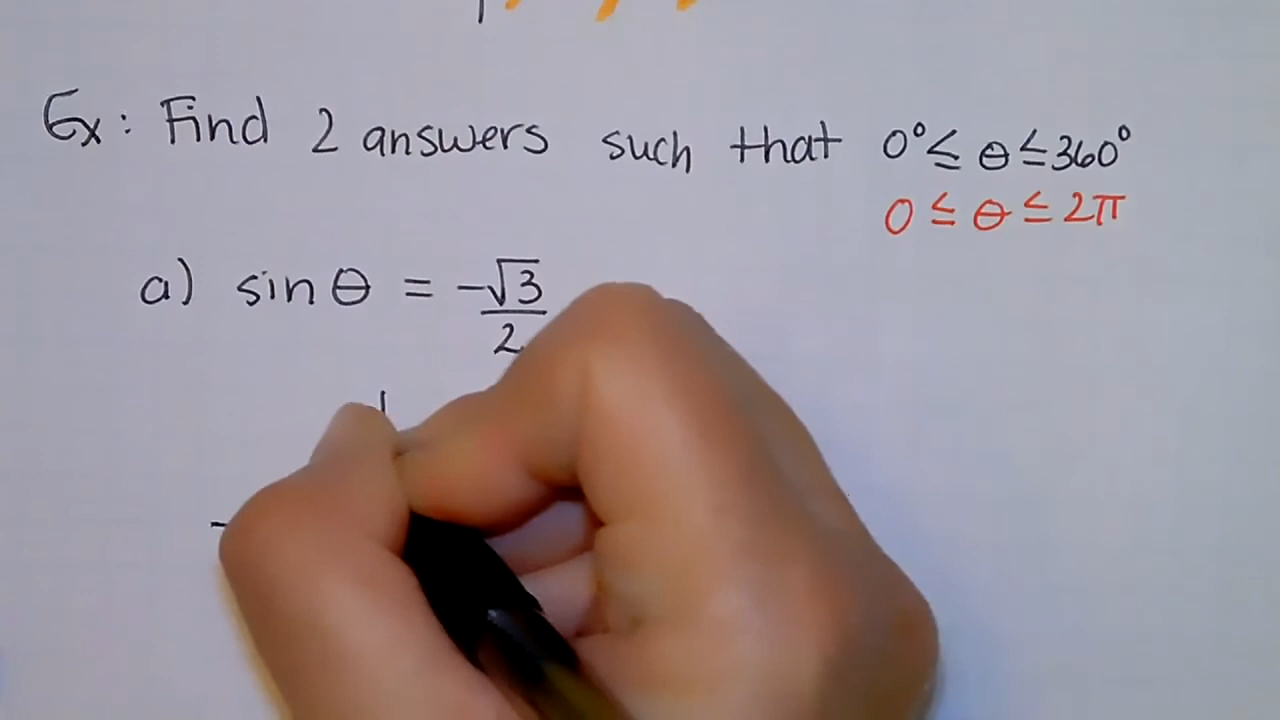 Ex: Find 2 answers such that 0° ≤ θ ≤ 360°
0 ≤ θ ≤ 2π
a) sin θ = -√3/2